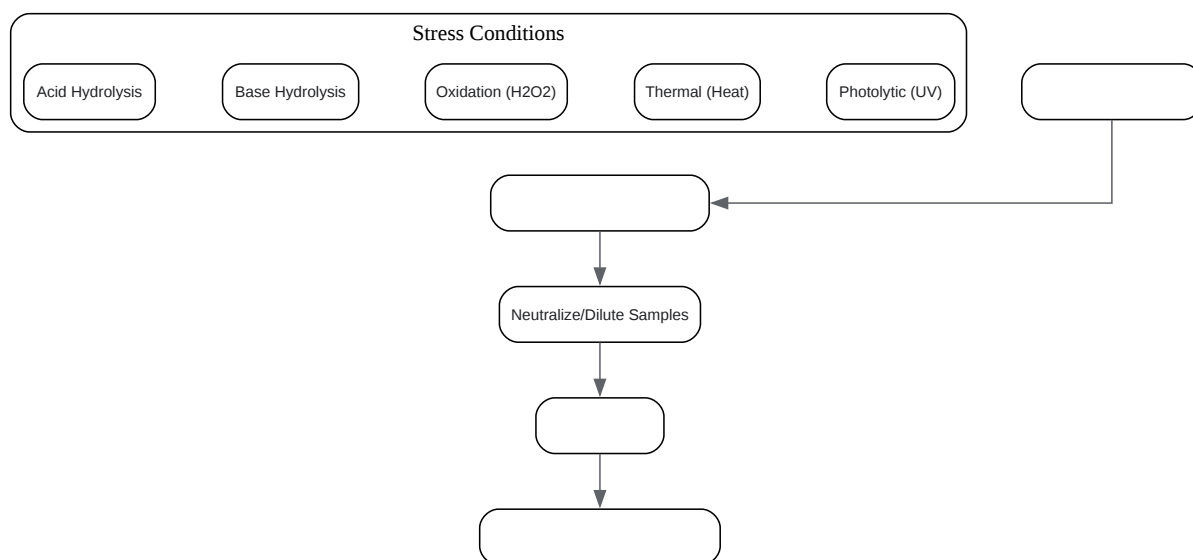 Stress Conditions
Acid Hydrolysis
Base Hydrolysis
Oxidation (H2O2)
Thermal (Heat)
Photolytic (UV)
Neutralize/Dilute Samples